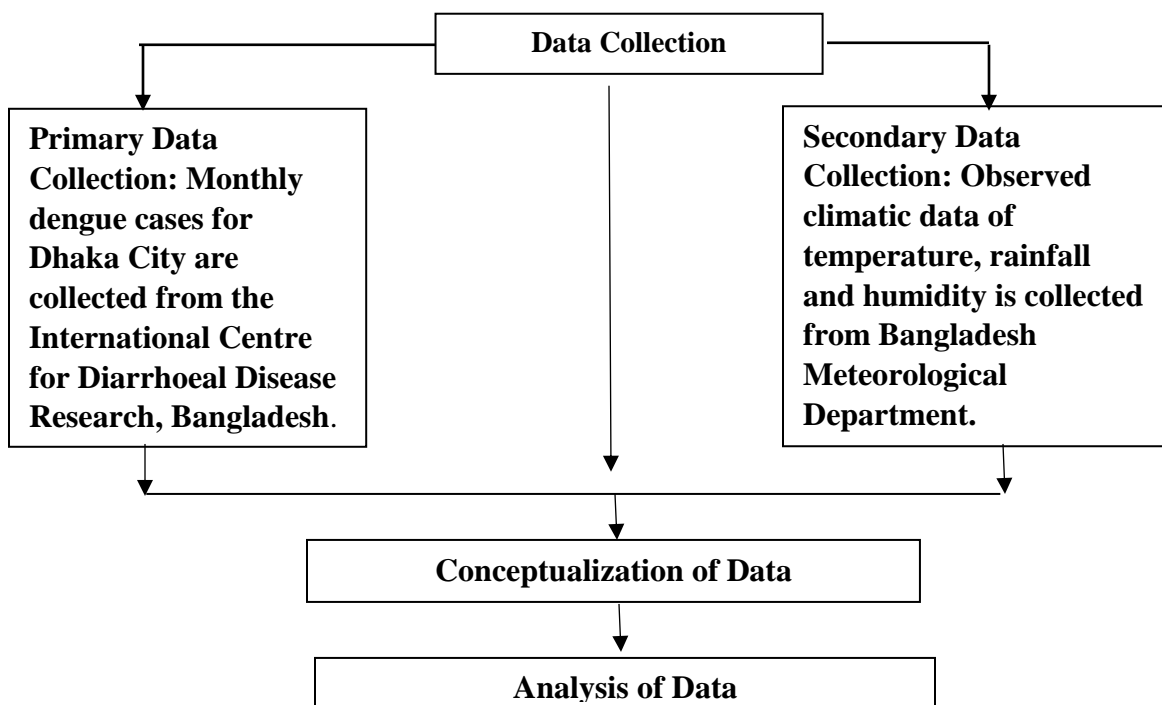 Data Collection
Primary Data
Collection: Monthly
dengue cases for
Dhaka City are
collected from the
International Centre
for Diarrhoeal Disease
Research, Bangladesh.
Secondary Data
Collection: Observed
climatic data of
temperature, rainfall
and humidity is collected
from Bangladesh
Meteorological
Department.
Conceptualization of Data
Analysis of Data